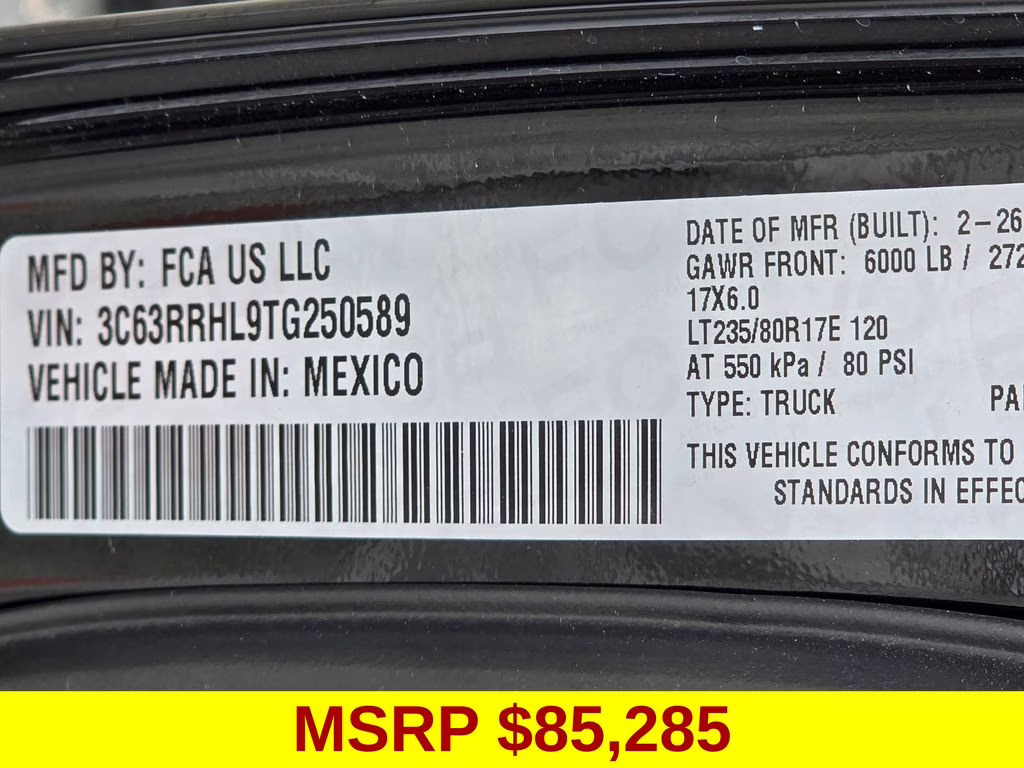 MFD BY: FCA US LLC
VIN: 3C63RRHL9TG250589
VEHICLE MADE IN: MEXICO
DATE OF MFR (BUILT): 2-26
GAWR FRONT: 6000 LB / 272
17X6.0
LT235/80R17E 120
AT 550 kPa / 80 PSI
TYPE: TRUCK PAI
THIS VEHICLE CONFORMS TO
STANDARDS IN EFFEC
MSRP $85,285